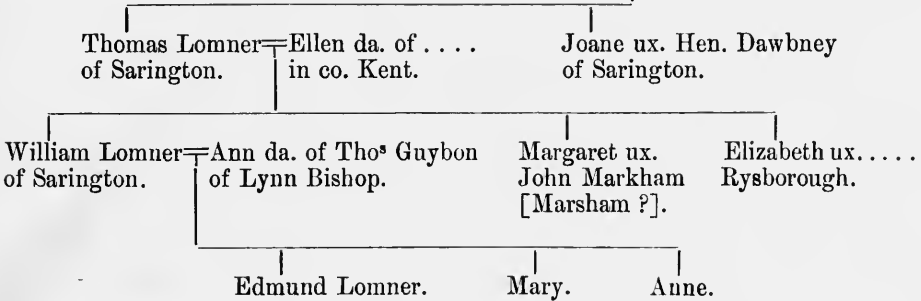 Thomas Lomner=Ellen da. of . . . . Joane ux. Hen. Dawbney
of Sarington. in co. Kent. of Sarington.
William Lomner=Ann da. of Thoˢ Guybon Margaret ux. Elizabeth ux. . . . .
of Sarington. of Lynn Bishop. John Markham Rysborough.
[Marsham ?].
Edmund Lomner. Mary. Anne.